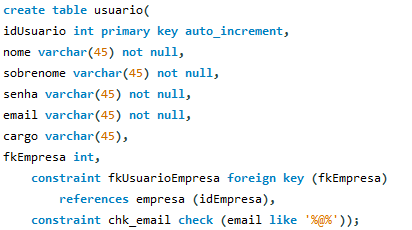 create table usuario(
idUsuario int primary key auto_increment,
nome varchar(45) not null,
sobrenome varchar(45) not null,
senha varchar(45) not null,
email varchar(45) not null,
cargo varchar(45),
fkEmpresa int,
constraint fkUsuarioEmpresa foreign key (fkEmpresa)
references empresa (idEmpresa),
constraint chk_email check (email like '%@%'));